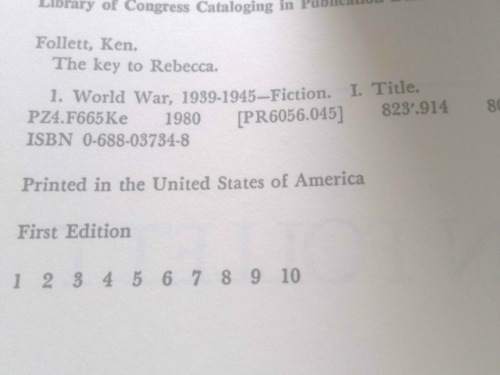 Library of Congress Cataloging in Publication
Follett, Ken.
The key to Rebecca.
1. World War, 1939-1945—Fiction. I. Title.
PZ4.F665Ke 1980 [PR6056.045] 823'.914
ISBN 0-688-03734-8
Printed in the United States of America
First Edition
1 2 3 4 5 6 7 8 9 10